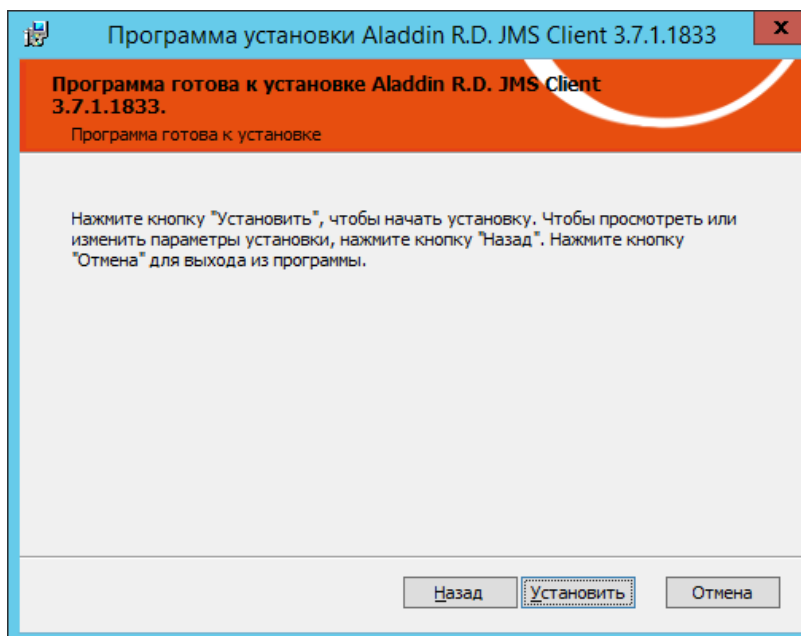 Программа установки Aladdin R.D. JMS Client 3.7.1.1833
x
Программа готова к установке Aladdin R.D. JMS Client
3.7.1.1833.
Программа готова к установке
Нажмите кнопку "Установить", чтобы начать установку. Чтобы просмотреть или
изменить параметры установки, нажмите кнопку "Назад". Нажмите кнопку
"Отмена" для выхода из программы.
Назад Установить Отмена